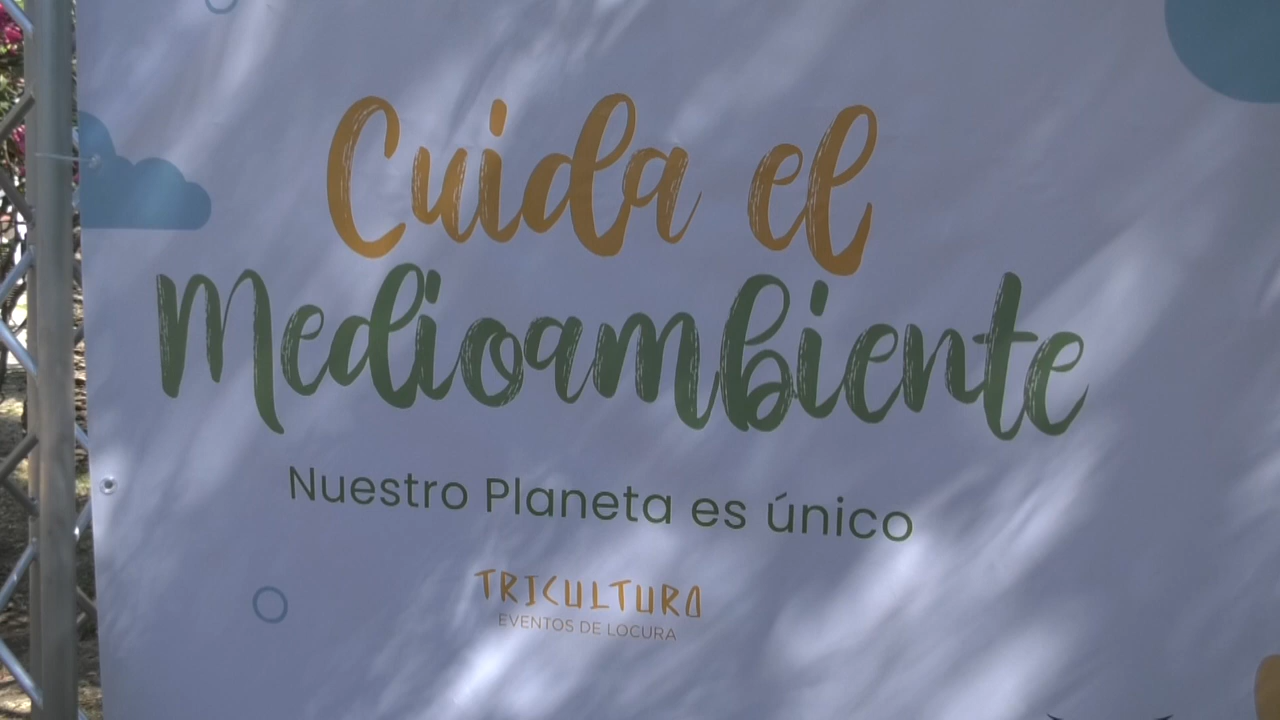 Cuida el
Medioambiente
Nuestro Planeta es único
TRICULTURA
EVENTOS DE LOCURA